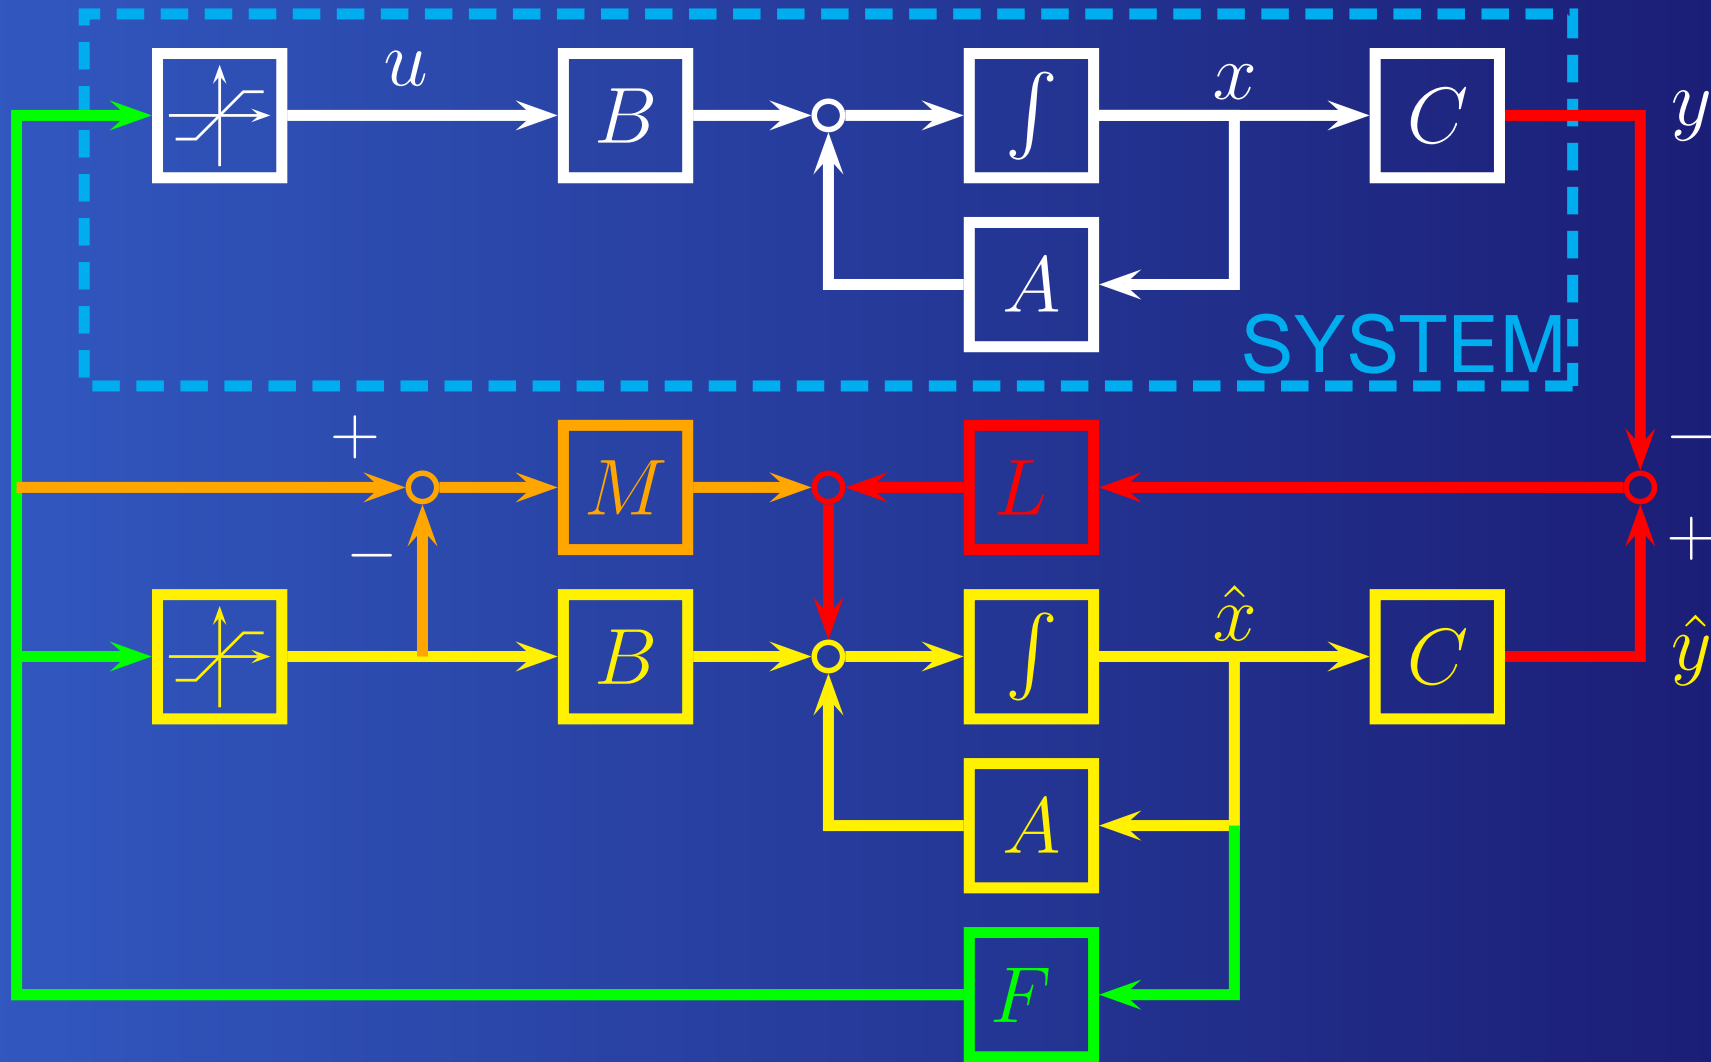 u x y
B ∫ C
A
SYSTEM
+ −
M L
− +
x̂ ŷ
B ∫ C
A
F